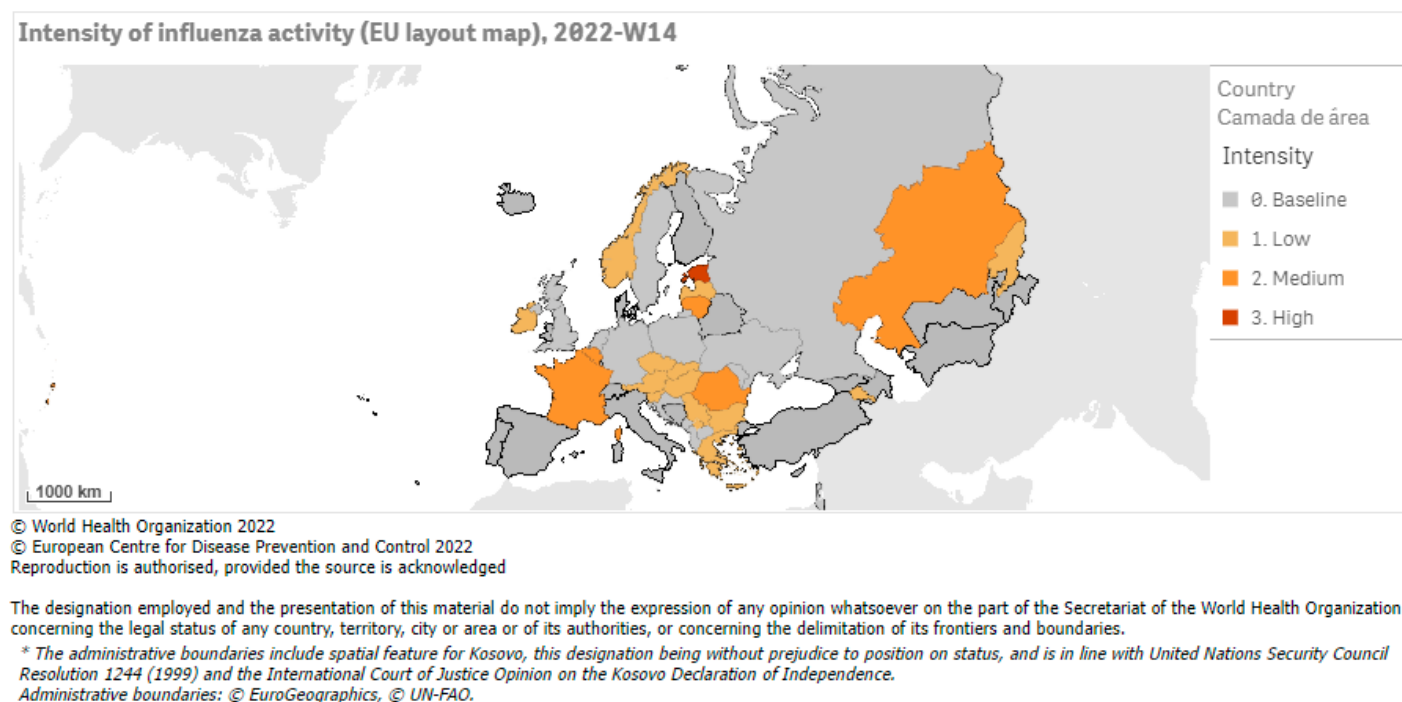 Intensity of influenza activity (EU layout map), 2022-W14
Country
Camada de área
Intensity
0. Baseline
1. Low
2. Medium
3. High
1000 km
© World Health Organization 2022
© European Centre for Disease Prevention and Control 2022
Reproduction is authorised, provided the source is acknowledged
The designation employed and the presentation of this material do not imply the expression of any opinion whatsoever on the part of the Secretariat of the World Health Organization
concerning the legal status of any country, territory, city or area or of its authorities, or concerning the delimitation of its frontiers and boundaries.
* The administrative boundaries include spatial feature for Kosovo, this designation being without prejudice to position on status, and is in line with United Nations Security Council
Resolution 1244 (1999) and the International Court of Justice Opinion on the Kosovo Declaration of Independence.
Administrative boundaries: © EuroGeographics, © UN-FAO.